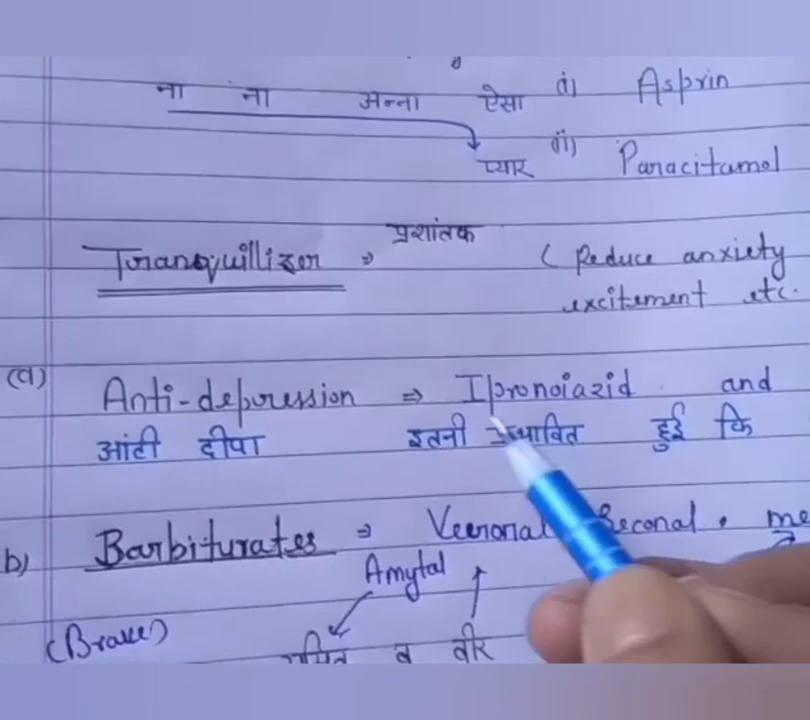 ना ना अन्ना ऐसा i) Asprin
प्यार ii) Paracitamol
Tranquillizer ⇒ प्रशांतक (Reduce anxiety
excitement etc.
(a) Anti-depression ⇒ Iproniazid and
आंटी दीपा इतनी प्रभावित हुई कि
b) Barbiturates ⇒ Veronal Seconal, me
Amytal
(Brave) व वीर